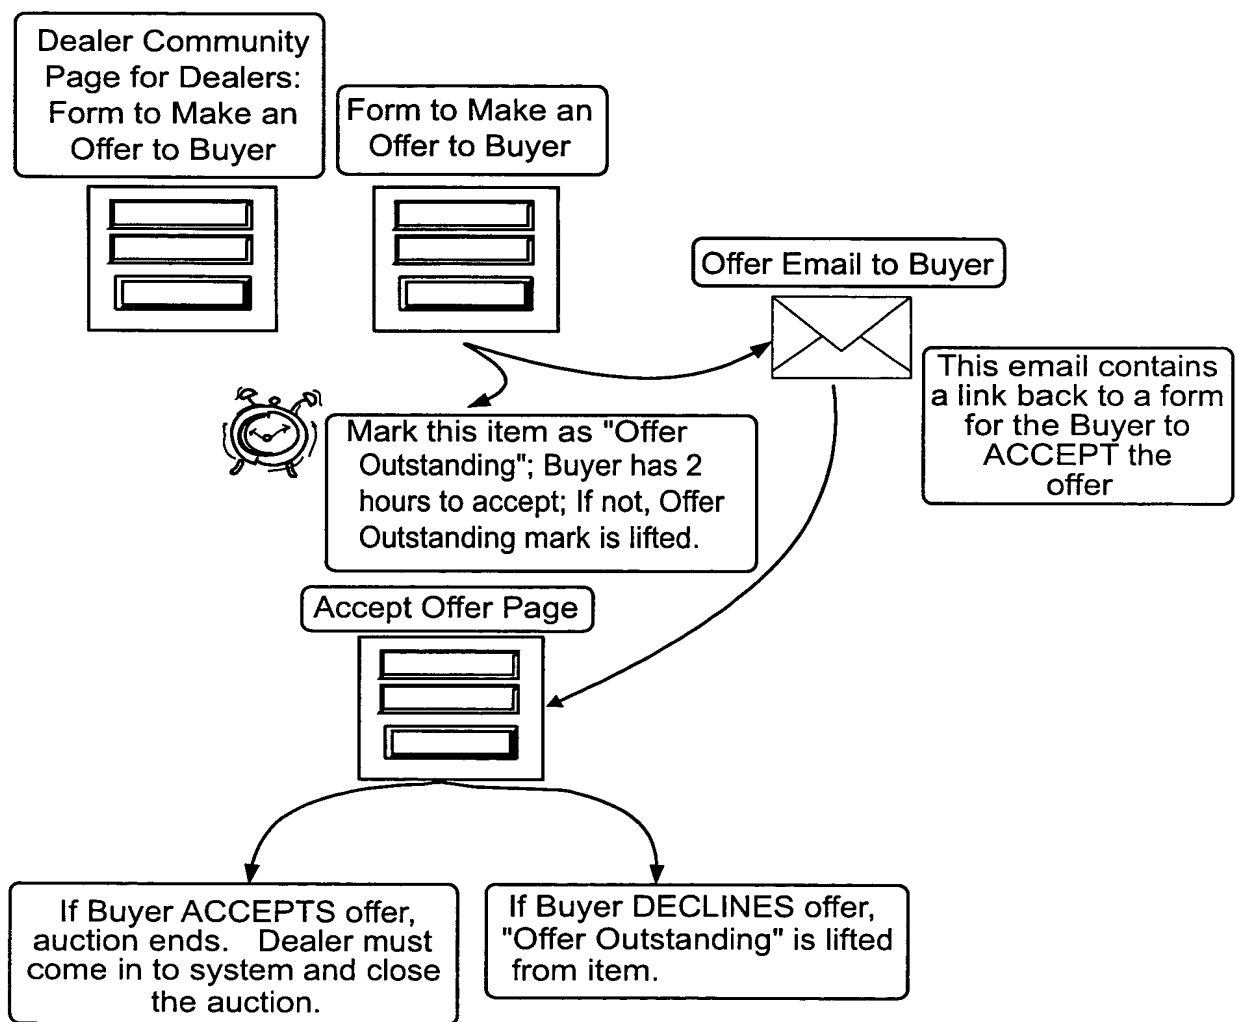 Dealer Community
Page for Dealers:
Form to Make an
Offer to Buyer
Form to Make an
Offer to Buyer
Offer Email to Buyer
This email contains
a link back to a form
for the Buyer to
ACCEPT the
offer
Mark this item as "Offer
Outstanding"; Buyer has 2
hours to accept; If not, Offer
Outstanding mark is lifted.
Accept Offer Page
If Buyer ACCEPTS offer,
auction ends. Dealer must
come in to system and close
the auction.
If Buyer DECLINES offer,
"Offer Outstanding" is lifted
from item.